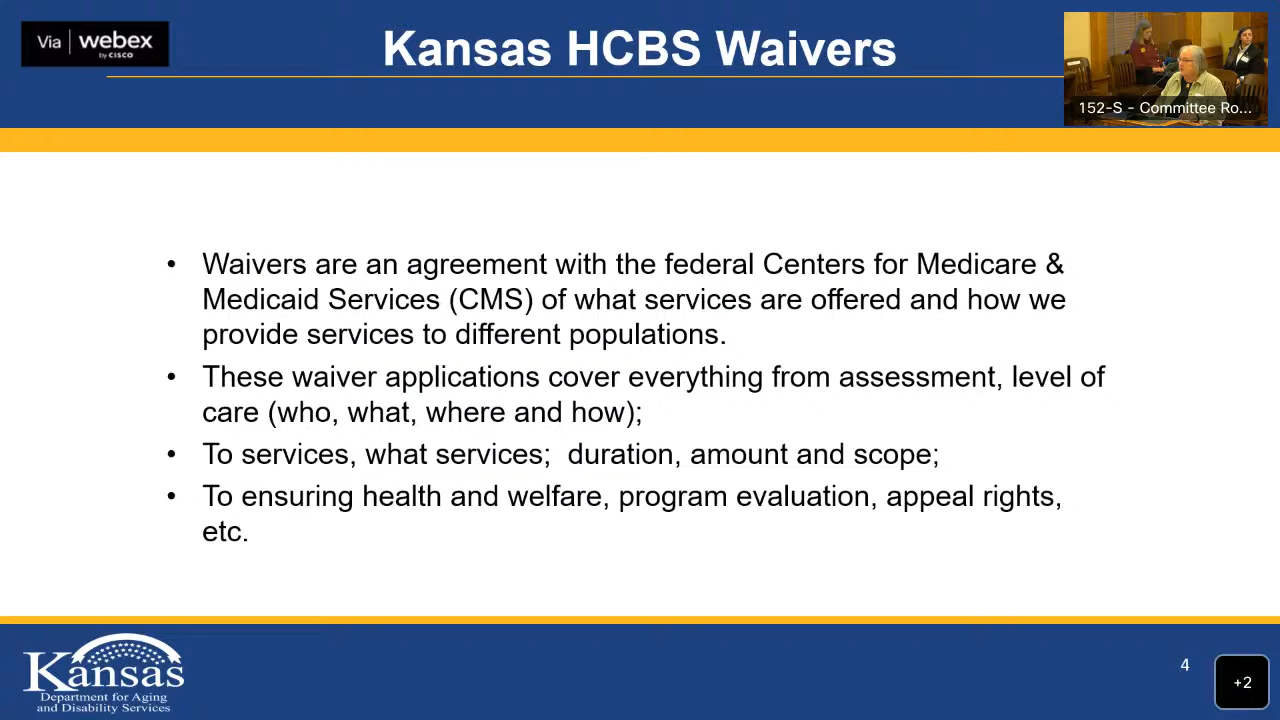 Via | webex
by CISCO
Kansas HCBS Waivers
152-S - Committee Ro...
• Waivers are an agreement with the federal Centers for Medicare &
Medicaid Services (CMS) of what services are offered and how we
provide services to different populations.
• These waiver applications cover everything from assessment, level of
care (who, what, where and how);
• To services, what services;  duration, amount and scope;
• To ensuring health and welfare, program evaluation, appeal rights,
etc.
Kansas
Department for Aging
and Disability Services
4
+2